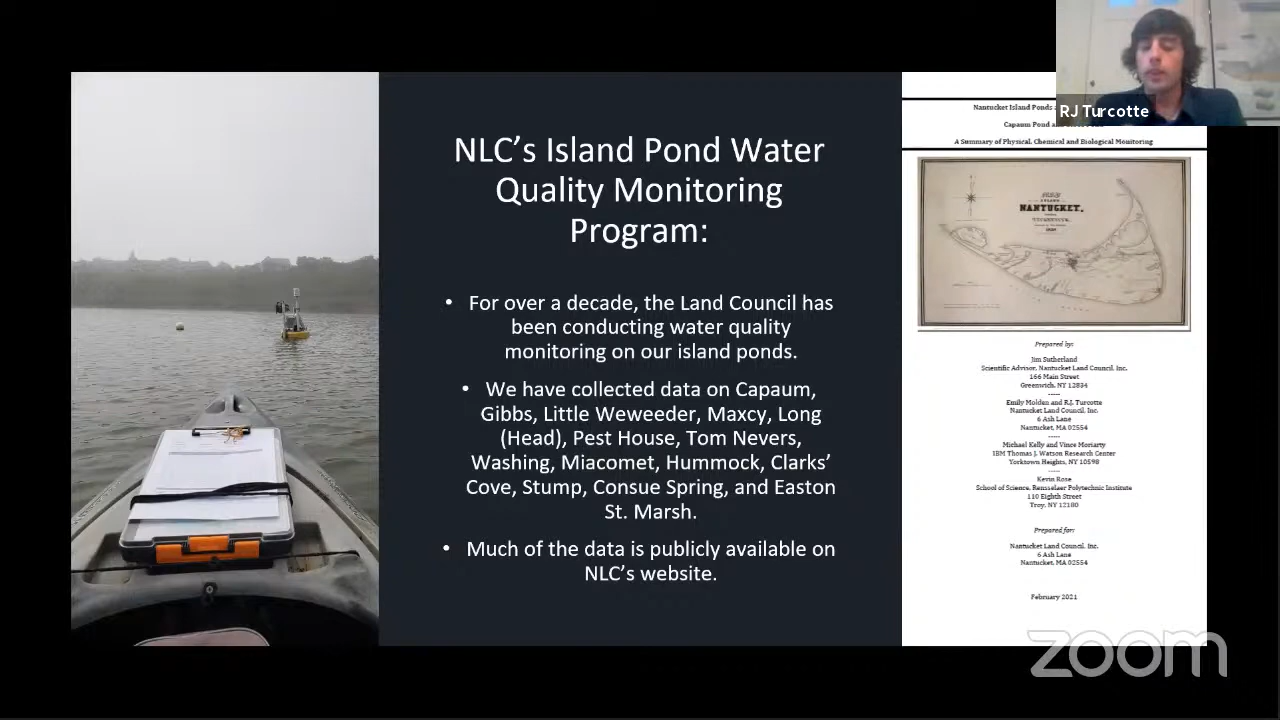 RJ Turcotte
NLC's Island Pond Water
Quality Monitoring
Program:
• For over a decade, the Land Council has
been conducting water quality
monitoring on our island ponds.
• We have collected data on Capaum,
Gibbs, Little Weweeder, Maxcy, Long
(Head), Pest House, Tom Nevers,
Washing, Miacomet, Hummock, Clarks'
Cove, Stump, Consue Spring, and Easton
St. Marsh.
• Much of the data is publicly available on
NLC's website.
Nantucket Island Ponds
Capaum Pond
A Summary of Physical, Chemical and Biological Monitoring
NANTUCKET,
Prepared by:
Jim Sutherland
Scientific Advisor, Nantucket Land Council, Inc.
166 Main Street
Greenwich, NY 12834
-----
Emily Molden and R.J. Turcotte
Nantucket Land Council, Inc.
6 Ash Lane
Nantucket, MA 02554
-----
Michael Kelly and Vince Moriarty
IBM Thomas J. Watson Research Center
Yorktown Heights, NY 10598
-----
Kevin Rose
School of Science, Rensselaer Polytechnic Institute
110 Eighth Street
Troy, NY 12180
Prepared for:
Nantucket Land Council, Inc.
6 Ash Lane
Nantucket, MA 02554
February 2021
zoom